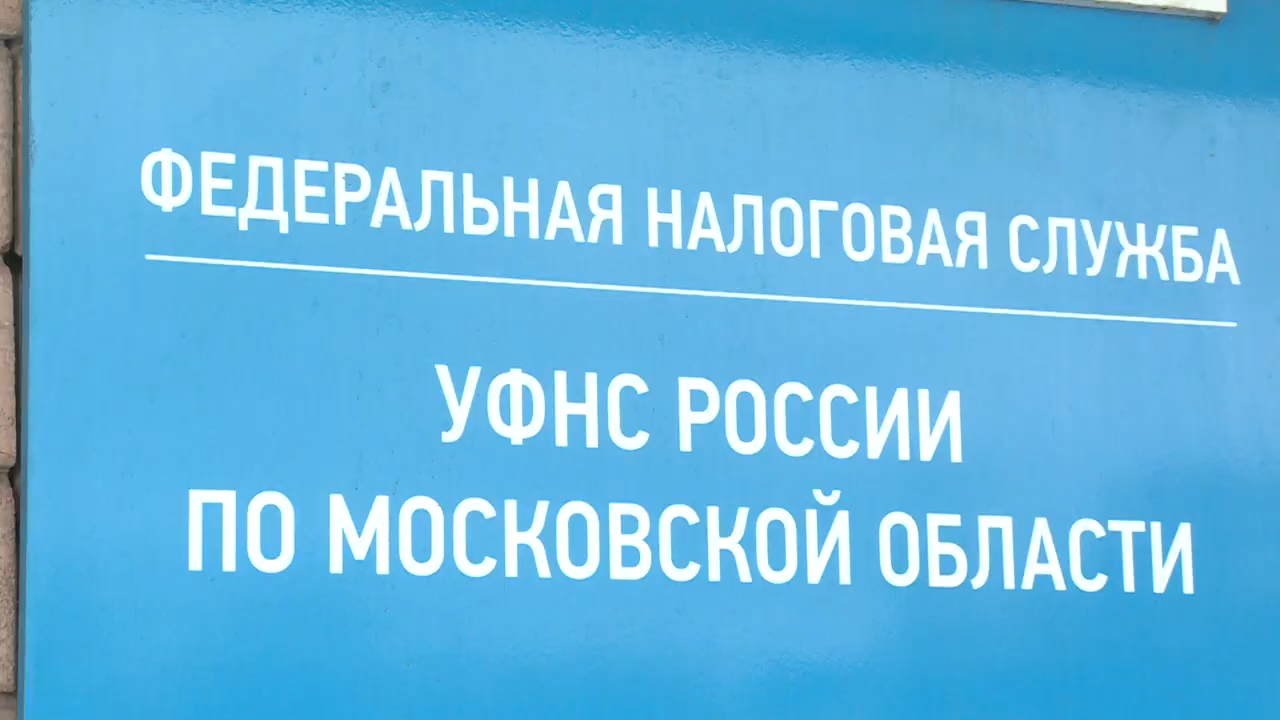 ФЕДЕРАЛЬНАЯ НАЛОГОВАЯ СЛУЖБА
УФНС РОССИИ
ПО МОСКОВСКОЙ ОБЛАСТИ